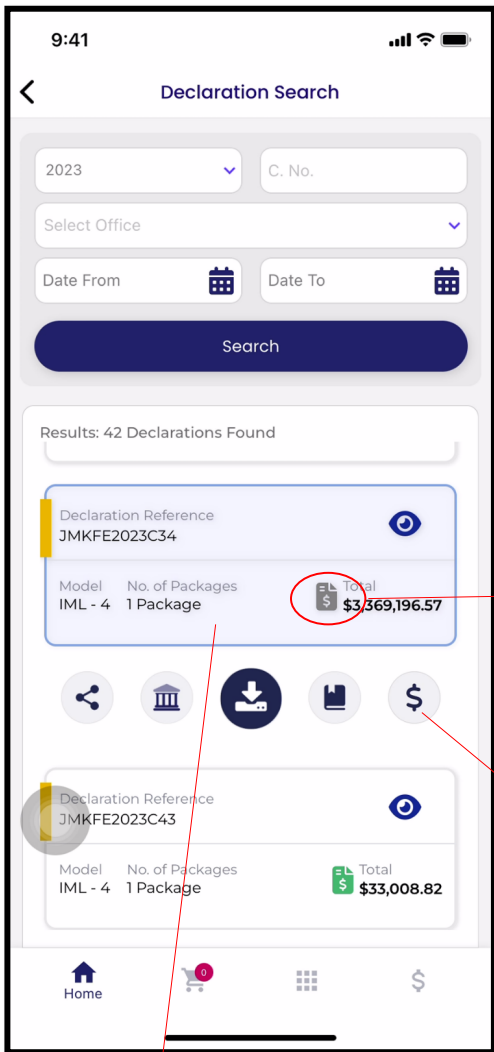 9:41
Declaration Search
2023
C. No.
Select Office
Date From
Date To
Search
Results: 42 Declarations Found
Declaration Reference
JMKFE2023C34
Model No. of Packages Total
IML - 4 1 Package $ $3,369,196.57
$
Declaration Reference
JMKFE2023C43
Model No. of Packages Total
IML - 4 1 Package $ $33,008.82
0
$
Home